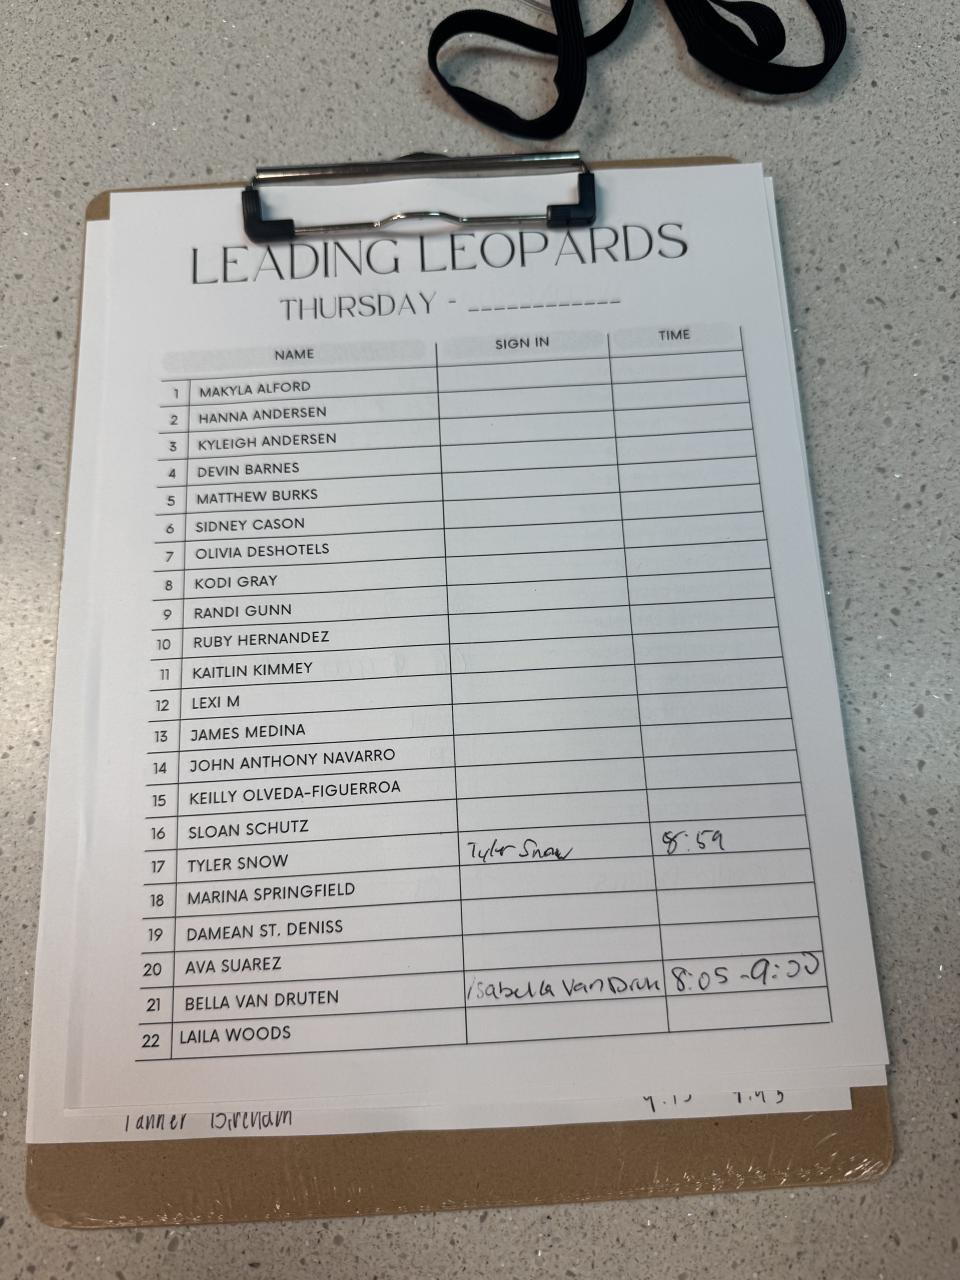 LEADING LEOPARDS
THURSDAY - ____________
NAME SIGN IN TIME
1 MAKYLA ALFORD
2 HANNA ANDERSEN
3 KYLEIGH ANDERSEN
4 DEVIN BARNES
5 MATTHEW BURKS
6 SIDNEY CASON
7 OLIVIA DESHOTELS
8 KODI GRAY
9 RANDI GUNN
10 RUBY HERNANDEZ
11 KAITLIN KIMMEY
12 LEXI M
13 JAMES MEDINA
14 JOHN ANTHONY NAVARRO
15 KEILLY OLVEDA-FIGUERROA
16 SLOAN SCHUTZ
17 TYLER SNOW Tyler Snow 8:59
18 MARINA SPRINGFIELD
19 DAMEAN ST. DENISS
20 AVA SUAREZ
21 BELLA VAN DRUTEN isabella Van 8:05-9:00
22 LAILA WOODS
Tanner